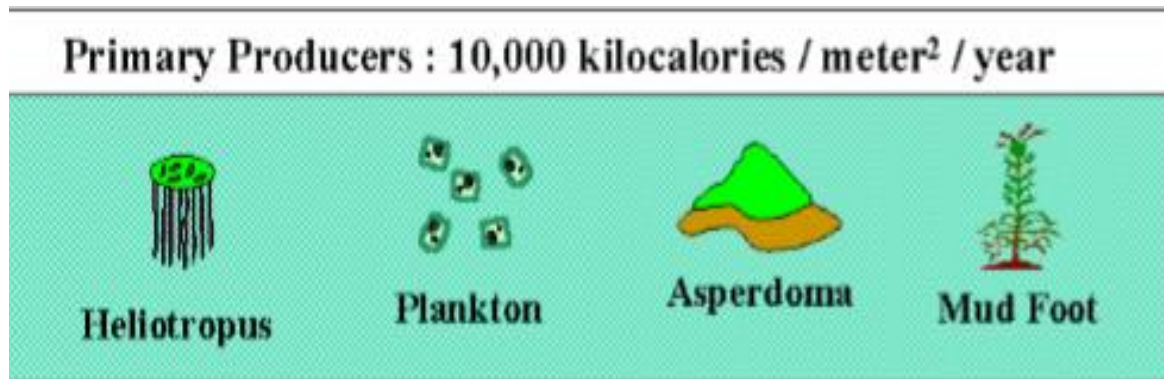 Primary Producers : 10,000 kilocalories / meter² / year
Heliotropus
Plankton
Asperdoma
Mud Foot